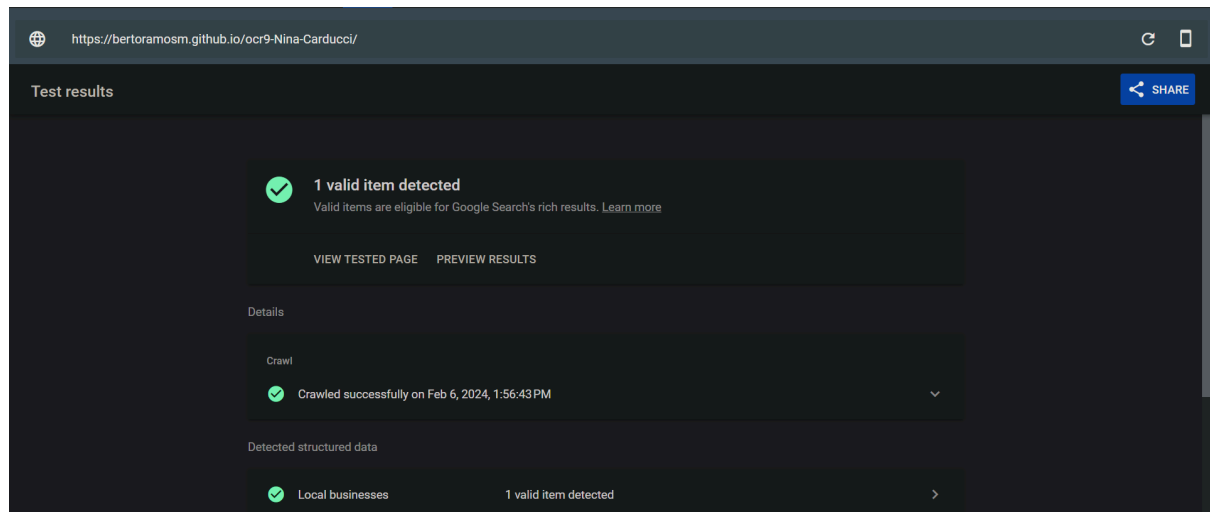 https://bertoramosm.github.io/ocr9-Nina-Carducci/
Test results
SHARE
1 valid item detected
Valid items are eligible for Google Search's rich results. Learn more
VIEW TESTED PAGE PREVIEW RESULTS
Details
Crawl
Crawled successfully on Feb 6, 2024, 1:56:43 PM
Detected structured data
Local businesses 1 valid item detected